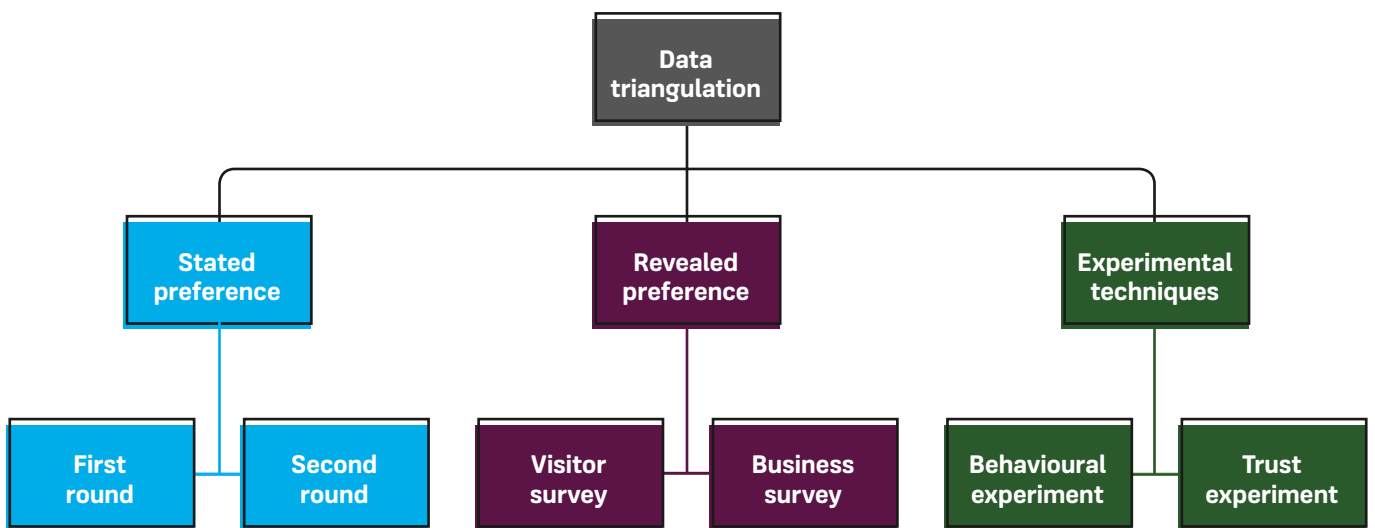 Data
triangulation
Stated
preference
Revealed
preference
Experimental
techniques
First
round
Second
round
Visitor
survey
Business
survey
Behavioural
experiment
Trust
experiment